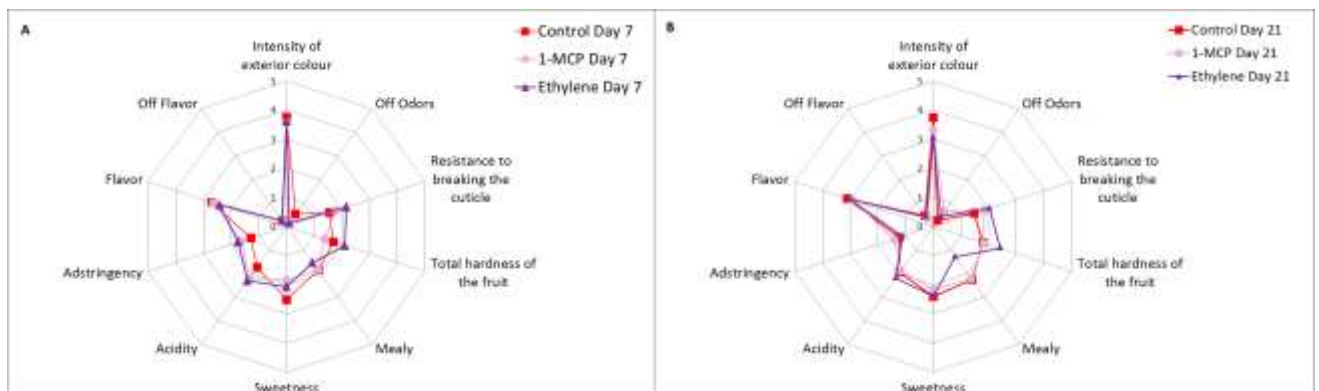 A
Control Day 7
1-MCP Day 7
Ethylene Day 7
Intensity of
exterior colour
Off Flavor
Off Odors
5
4
3
2
1
0
Resistance to
breaking the
cuticle
Flavor
Total hardness of
the fruit
Adstringency
Mealy
Acidity
Sweetness
B
Control Day 21
1-MCP Day 21
Ethylene Day 21
Intensity of
exterior colour
Off Flavor
Off Odors
5
4
3
2
1
0
Resistance to
breaking the
cuticle
Flavor
Total hardness of
the fruit
Adstringency
Mealy
Acidity
Sweetness